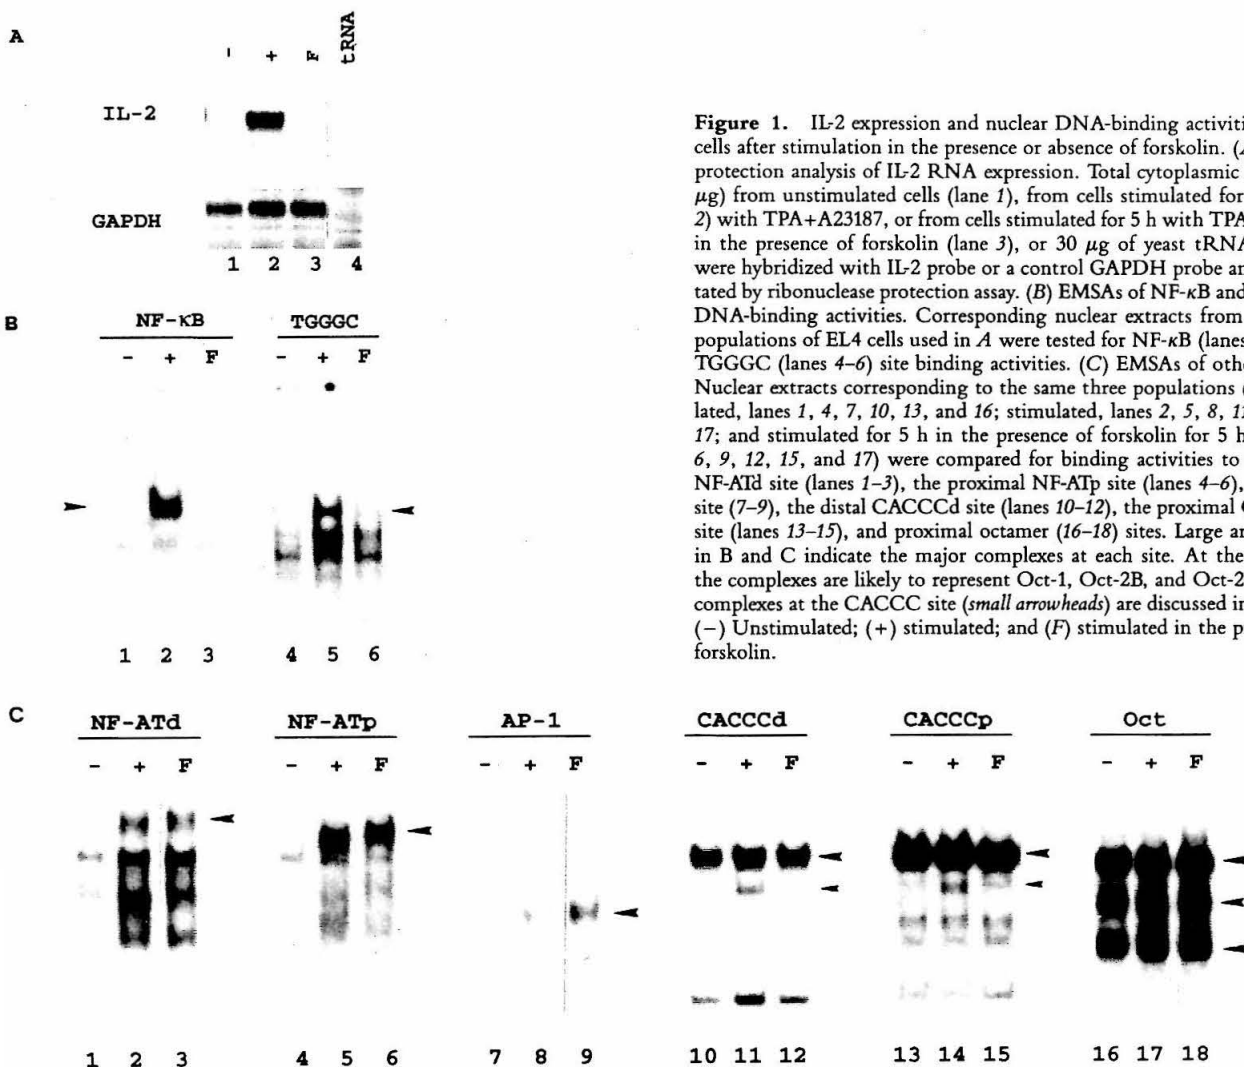 A
- + F tRNA
IL-2
GAPDH
1 2 3 4
Figure 1. IL-2 expression and nuclear DNA-binding activiti
cells after stimulation in the presence or absence of forskolin. (
protection analysis of IL-2 RNA expression. Total cytoplasmic
μg) from unstimulated cells (lane 1), from cells stimulated for
2) with TPA+A23187, or from cells stimulated for 5 h with TPA
in the presence of forskolin (lane 3), or 30 μg of yeast tRNA
were hybridized with IL-2 probe or a control GAPDH probe an
tated by ribonuclease protection assay. (B) EMSAs of NF-κB and
DNA-binding activities. Corresponding nuclear extracts from
populations of EL4 cells used in A were tested for NF-κB (lanes
TGGGC (lanes 4–6) site binding activities. (C) EMSAs of oth
Nuclear extracts corresponding to the same three populations (
lated, lanes 1, 4, 7, 10, 13, and 16; stimulated, lanes 2, 5, 8, 1
17; and stimulated for 5 h in the presence of forskolin for 5 h
6, 9, 12, 15, and 17) were compared for binding activities to
NF-ATd site (lanes 1–3), the proximal NF-ATp site (lanes 4–6),
site (7–9), the distal CACCCd site (lanes 10–12), the proximal
site (lanes 13–15), and proximal octamer (16–18) sites. Large ar
in B and C indicate the major complexes at each site. At the
the complexes are likely to represent Oct-1, Oct-2B, and Oct-2
complexes at the CACCC site (small arrowheads) are discussed in
(−) Unstimulated; (+) stimulated; and (F) stimulated in the p
forskolin.
B
NF-κB TGGGC
- + F - + F
1 2 3 4 5 6
C
NF-ATd NF-ATp AP-1 CACCCd CACCCp Oct
- + F - + F - + F - + F - + F - + F
1 2 3 4 5 6 7 8 9 10 11 12 13 14 15 16 17 18